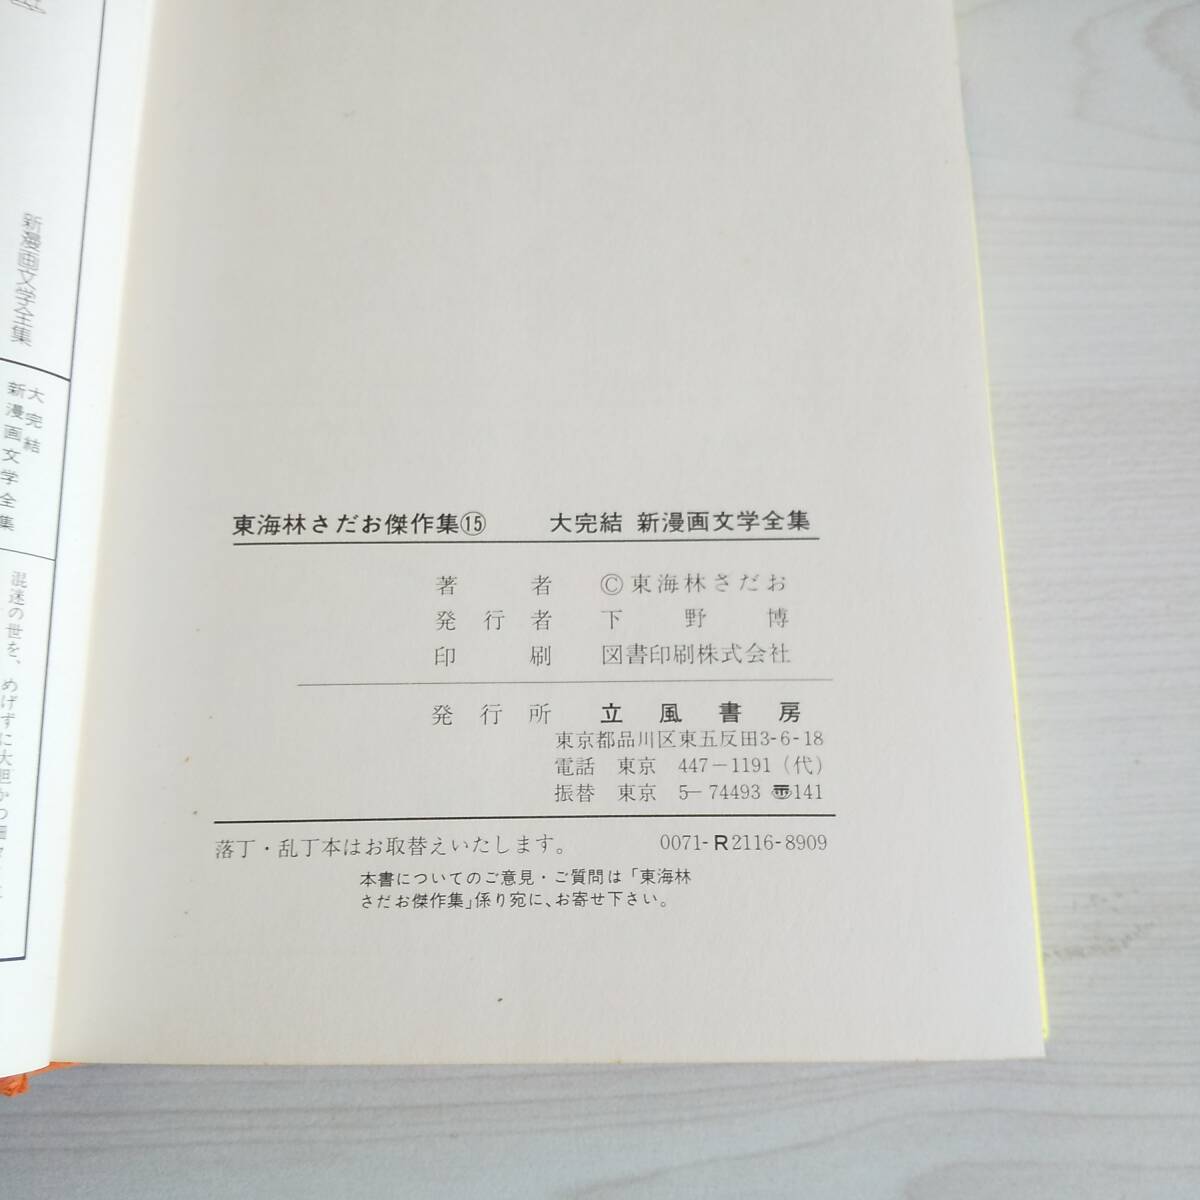 東海林さだお傑作集⑮　大完結 新漫画文学全集
著者　©東海林さだお
発行者　下野博
印刷　図書印刷株式会社
発行所　立風書房
東京都品川区東五反田3-6-18
電話　東京　447-1191（代）
振替　東京　5-74493 〠141
落丁・乱丁本はお取替えいたします。　0071-R2116-8909
本書についてのご意見・ご質問は「東海林
さだお傑作集」係り宛に、お寄せ下さい。
新漫画文学全集
大完結
新漫画文学全集
混迷の世を、めげずに大胆かつ細